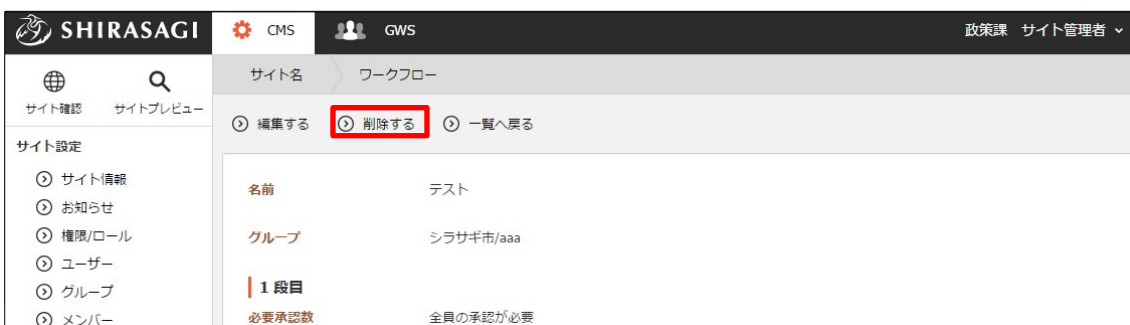 SHIRASAGI CMS GWS 政策課 サイト管理者
サイト確認 サイトプレビュー
サイト名 ワークフロー
編集する 削除する 一覧へ戻る
サイト設定
サイト情報
お知らせ
権限/ロール
ユーザー
グループ
メンバー
名前 テスト
グループ シラサギ市/aaa
1 段目
必要承認数 全員の承認が必要